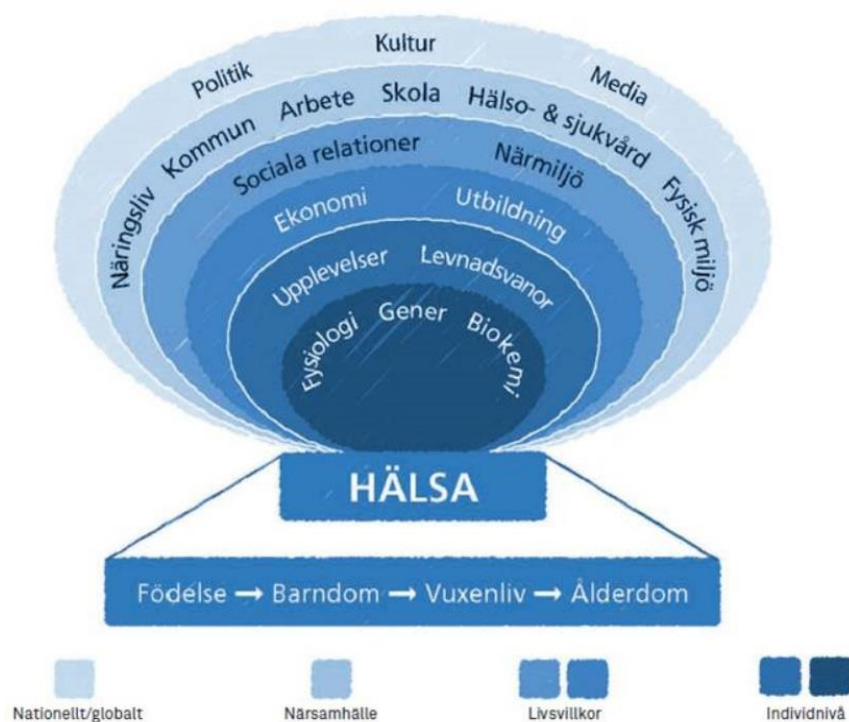 Politik Kultur Media
Näringsliv Kommun Arbete Skola Hälso- & sjukvård Fysisk miljö
Sociala relationer Närmiljö
Ekonomi Utbildning
Upplevelser Levnadsvanor
Fysiologi Gener Biokemi
HÄLSA
Födelse → Barndom → Vuxenliv → Ålderdom
Nationellt/globalt Närsamhälle Livsvillkor Individnivå